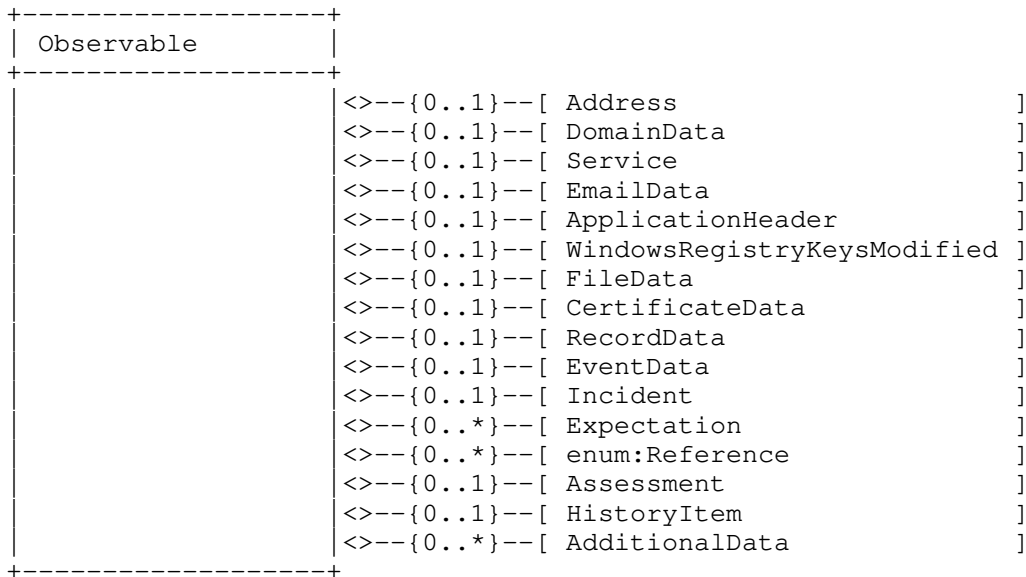 +-------------------+
| Observable        |
+-------------------+
|                   |<>--{0..1}--[ Address                     ]
|                   |<>--{0..1}--[ DomainData                  ]
|                   |<>--{0..1}--[ Service                     ]
|                   |<>--{0..1}--[ EmailData                   ]
|                   |<>--{0..1}--[ ApplicationHeader           ]
|                   |<>--{0..1}--[ WindowsRegistryKeysModified ]
|                   |<>--{0..1}--[ FileData                    ]
|                   |<>--{0..1}--[ CertificateData             ]
|                   |<>--{0..1}--[ RecordData                  ]
|                   |<>--{0..1}--[ EventData                   ]
|                   |<>--{0..1}--[ Incident                    ]
|                   |<>--{0..*}--[ Expectation                 ]
|                   |<>--{0..*}--[ enum:Reference              ]
|                   |<>--{0..1}--[ Assessment                  ]
|                   |<>--{0..1}--[ HistoryItem                 ]
|                   |<>--{0..*}--[ AdditionalData              ]
+-------------------+